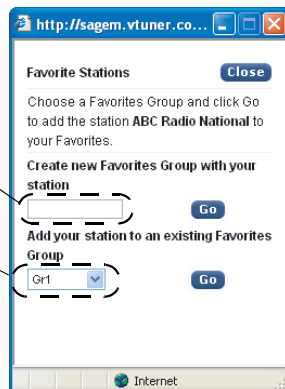 http://sagem.vtuner.co...
Favorite Stations
Close
Choose a Favorites Group and click Go
to add the station ABC Radio National to
your Favorites.
Create new Favorites Group with your
station
Go
Add your station to an existing Favorites
Group
Gr1
Go
Internet